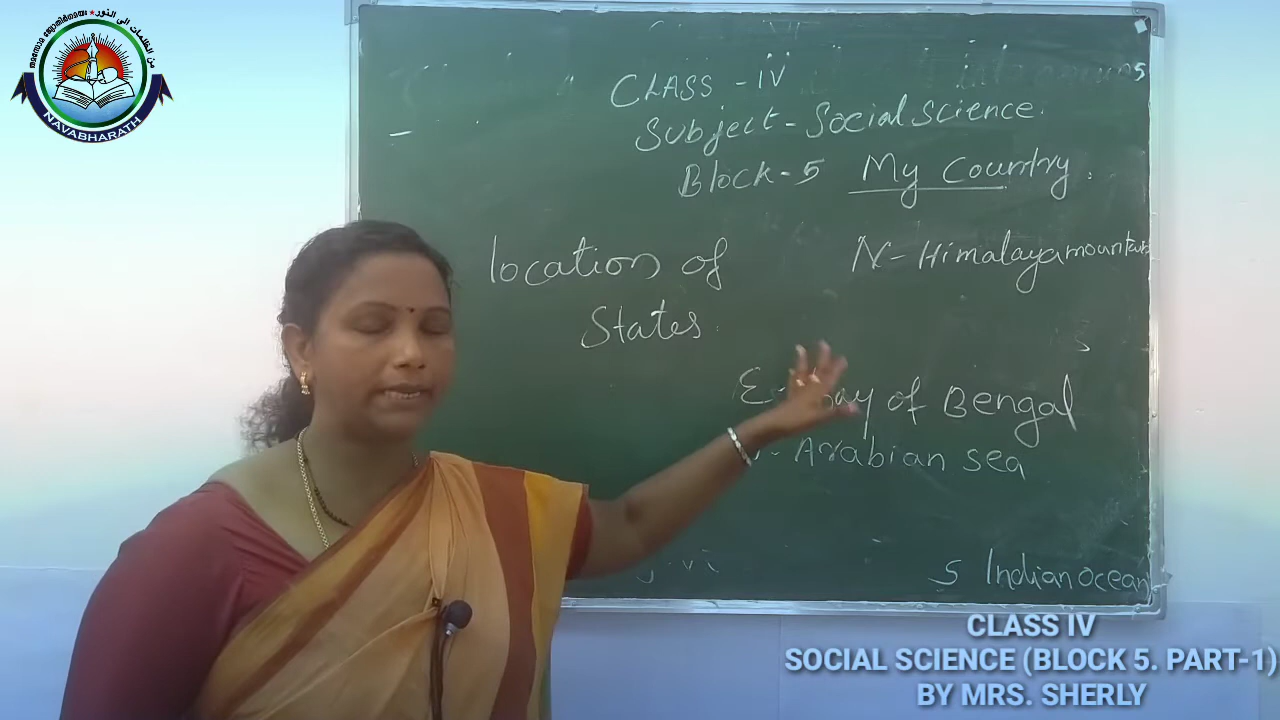 NAVABHARATH
CLASS - IV
Subject - Social Science.
Block - 5 My Country.
location of
States.
N - Himalaya mountains
Bay of Bengal
Arabian sea
S Indian ocean
CLASS IV
SOCIAL SCIENCE (BLOCK 5. PART-1)
BY MRS. SHERLY